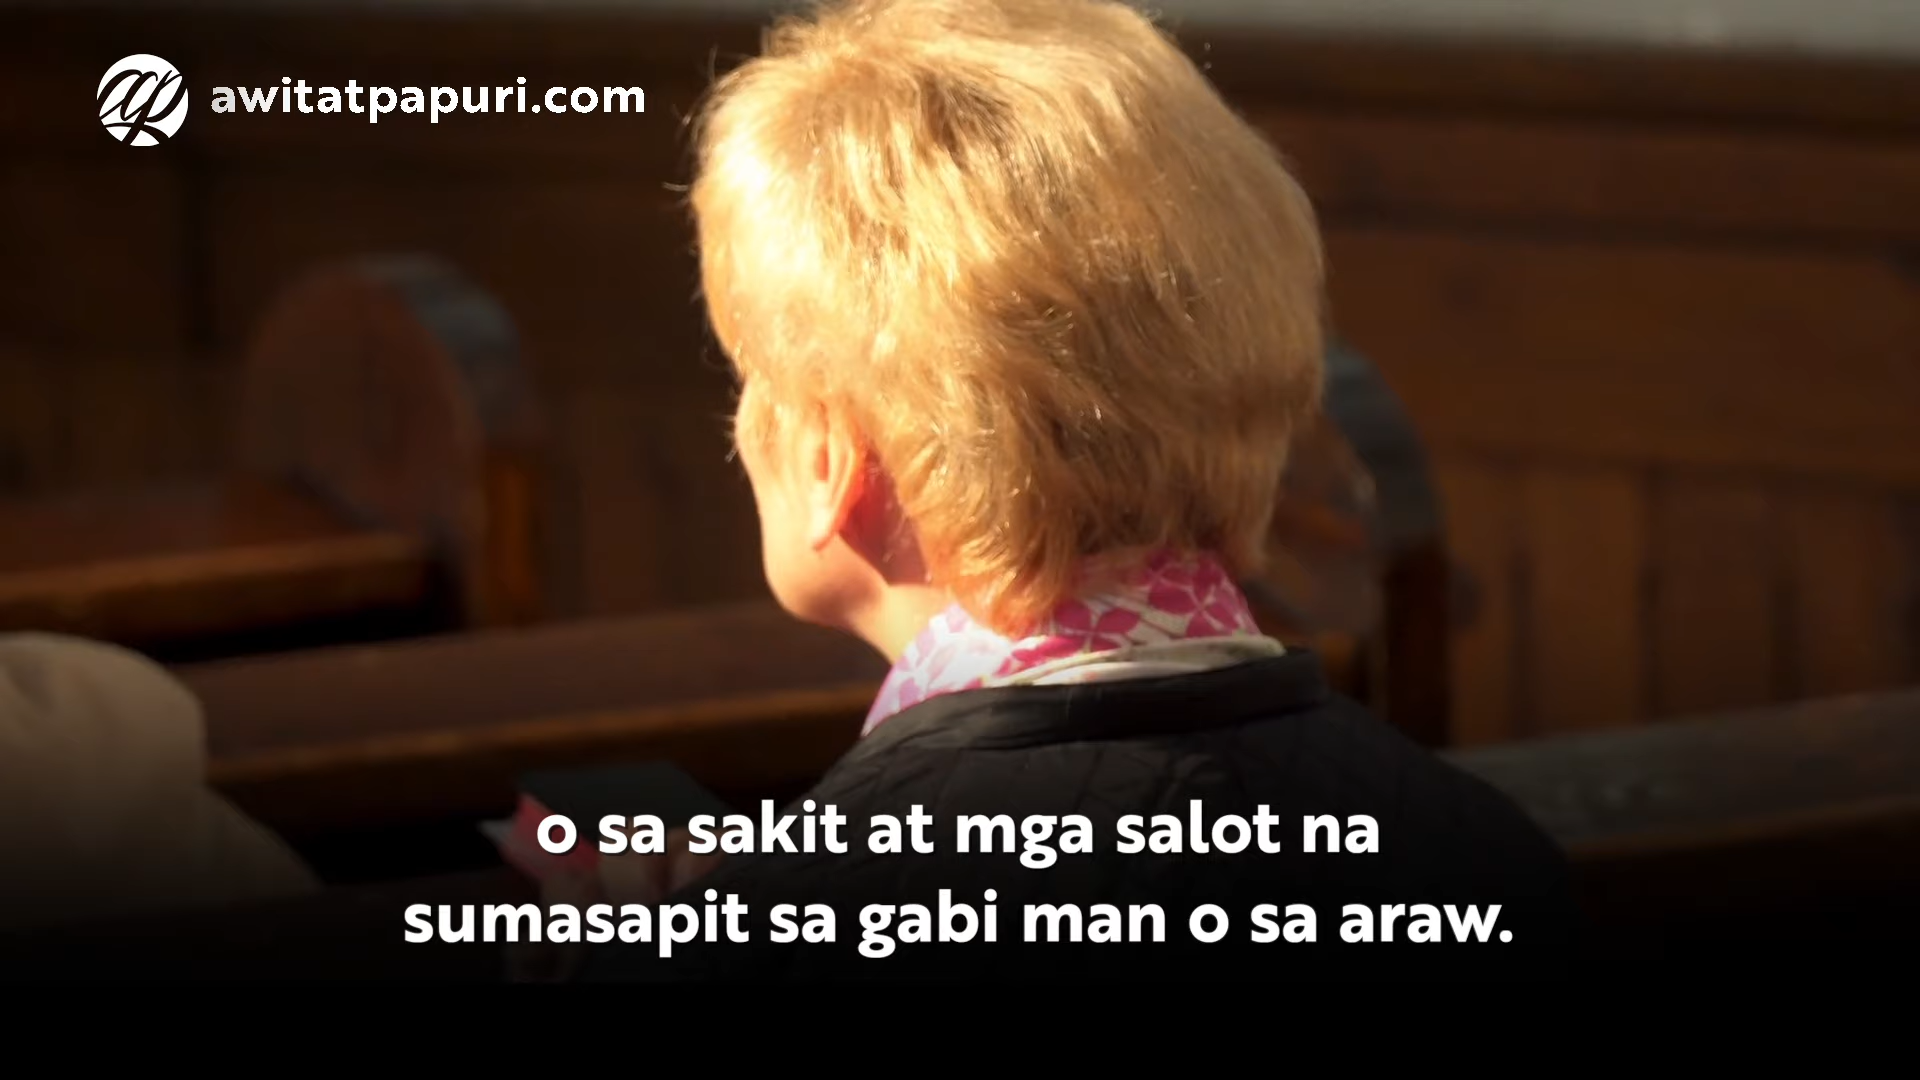 awitatpapuri.com
o sa sakit at mga salot na
sumasapit sa gabi man o sa araw.